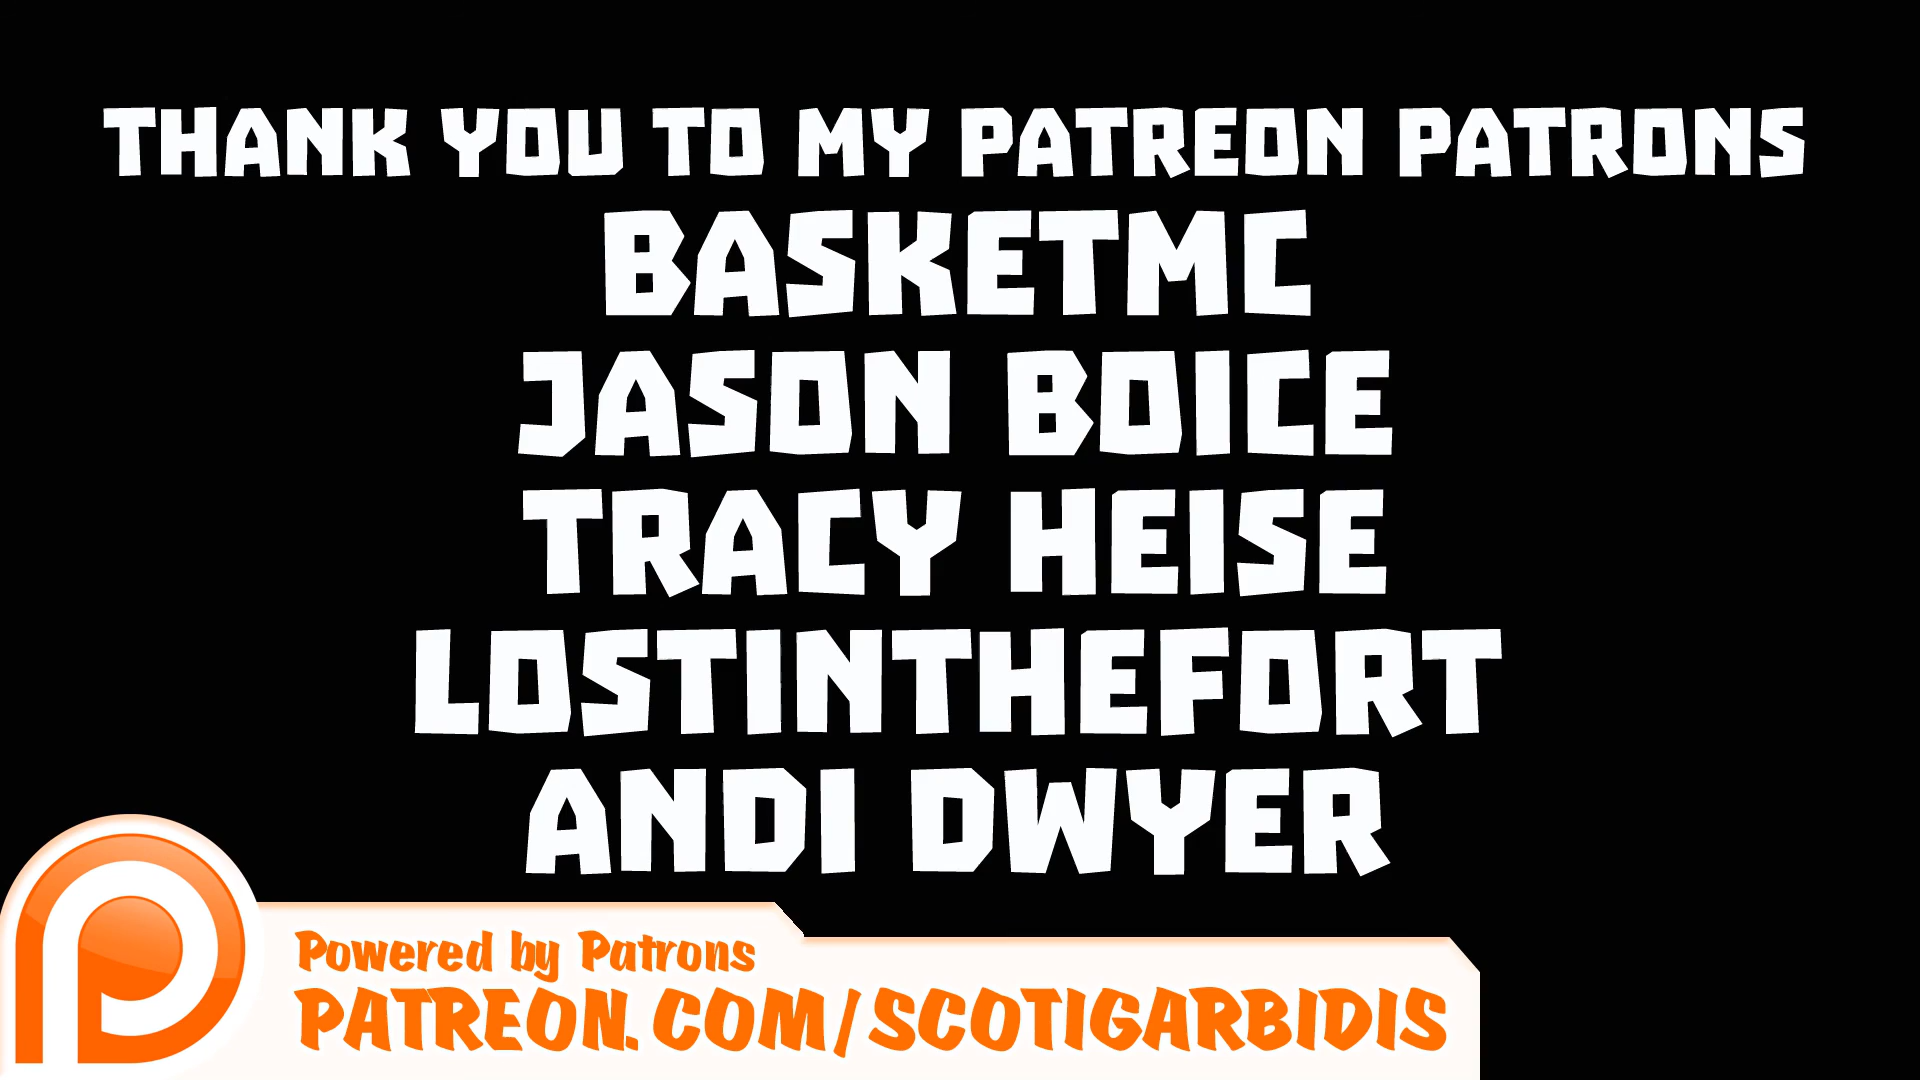 THANK YOU TO MY PATREON PATRONS
BASKETMC
JASON BOICE
TRACY HEISE
LOSTINTHEFORT
ANDI DWYER
Powered by Patrons
PATREON.COM/SCOTIGARBIDIS